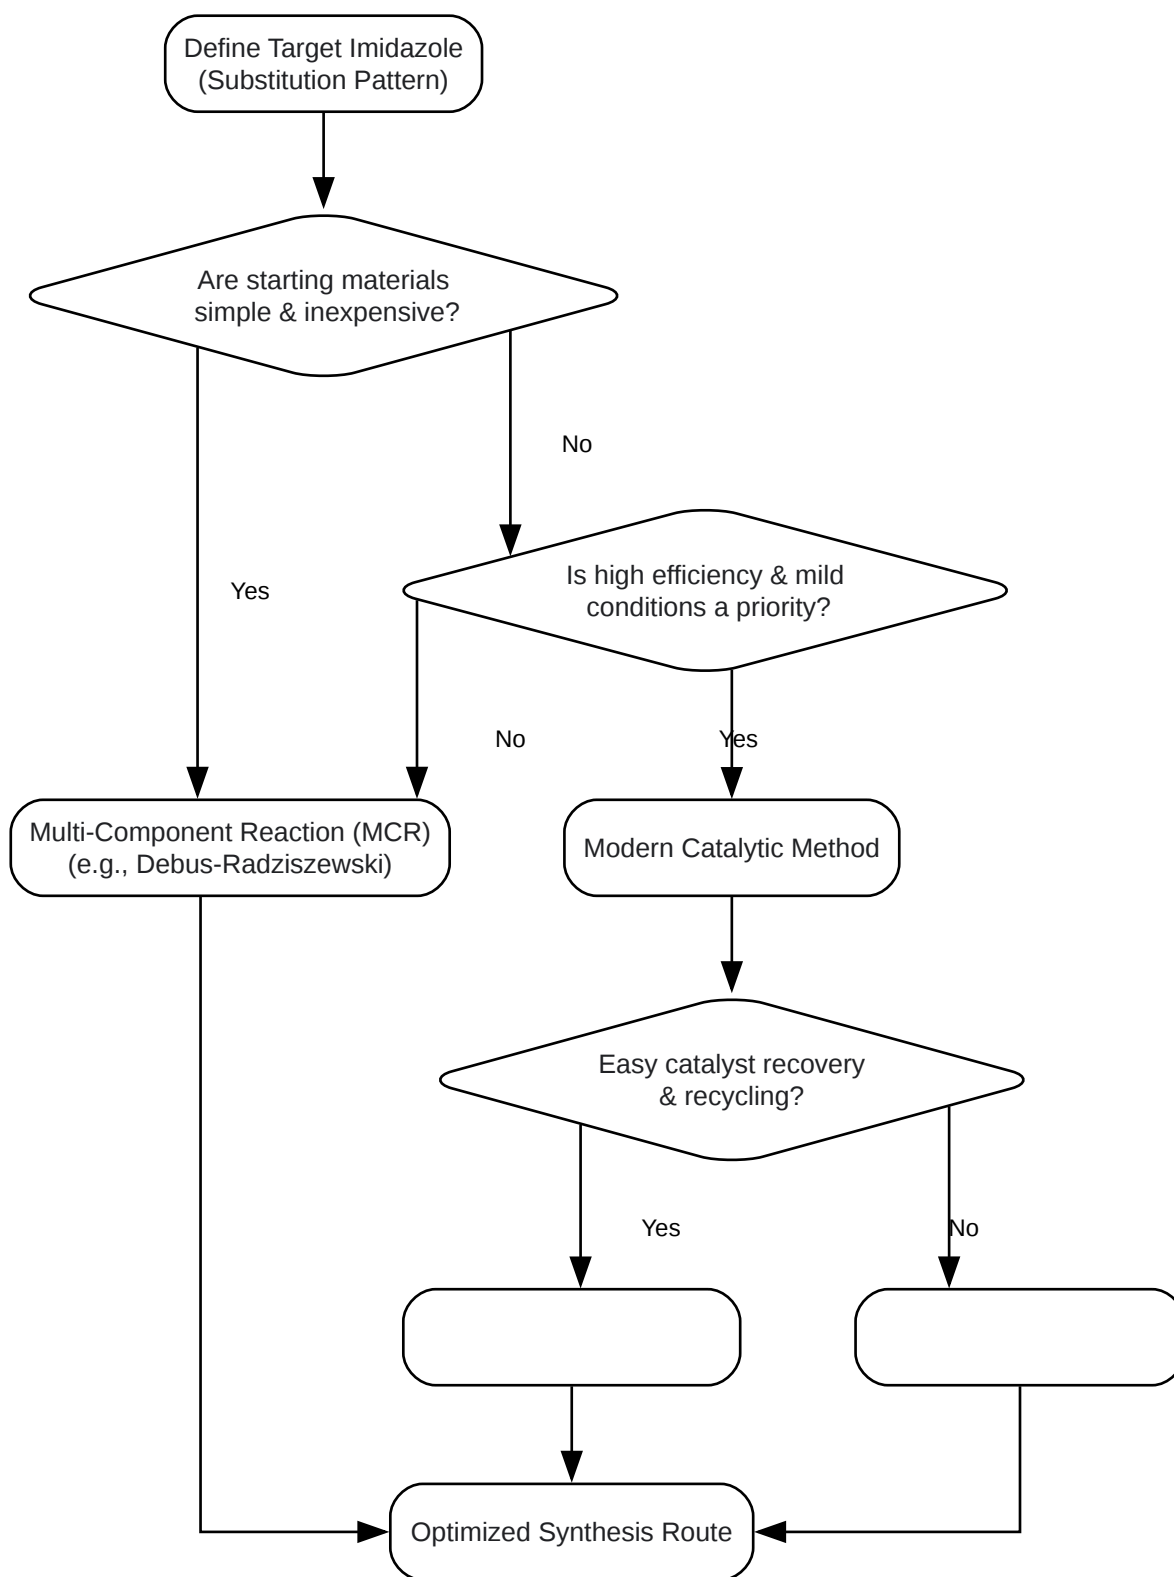 Define Target Imidazole
(Substitution Pattern)
Are starting materials
simple & inexpensive?
No
Is high efficiency & mild
conditions a priority?
Yes
No
Yes
Multi-Component Reaction (MCR)
(e.g., Debus-Radziszewski)
Modern Catalytic Method
Easy catalyst recovery
& recycling?
Yes
No
Optimized Synthesis Route